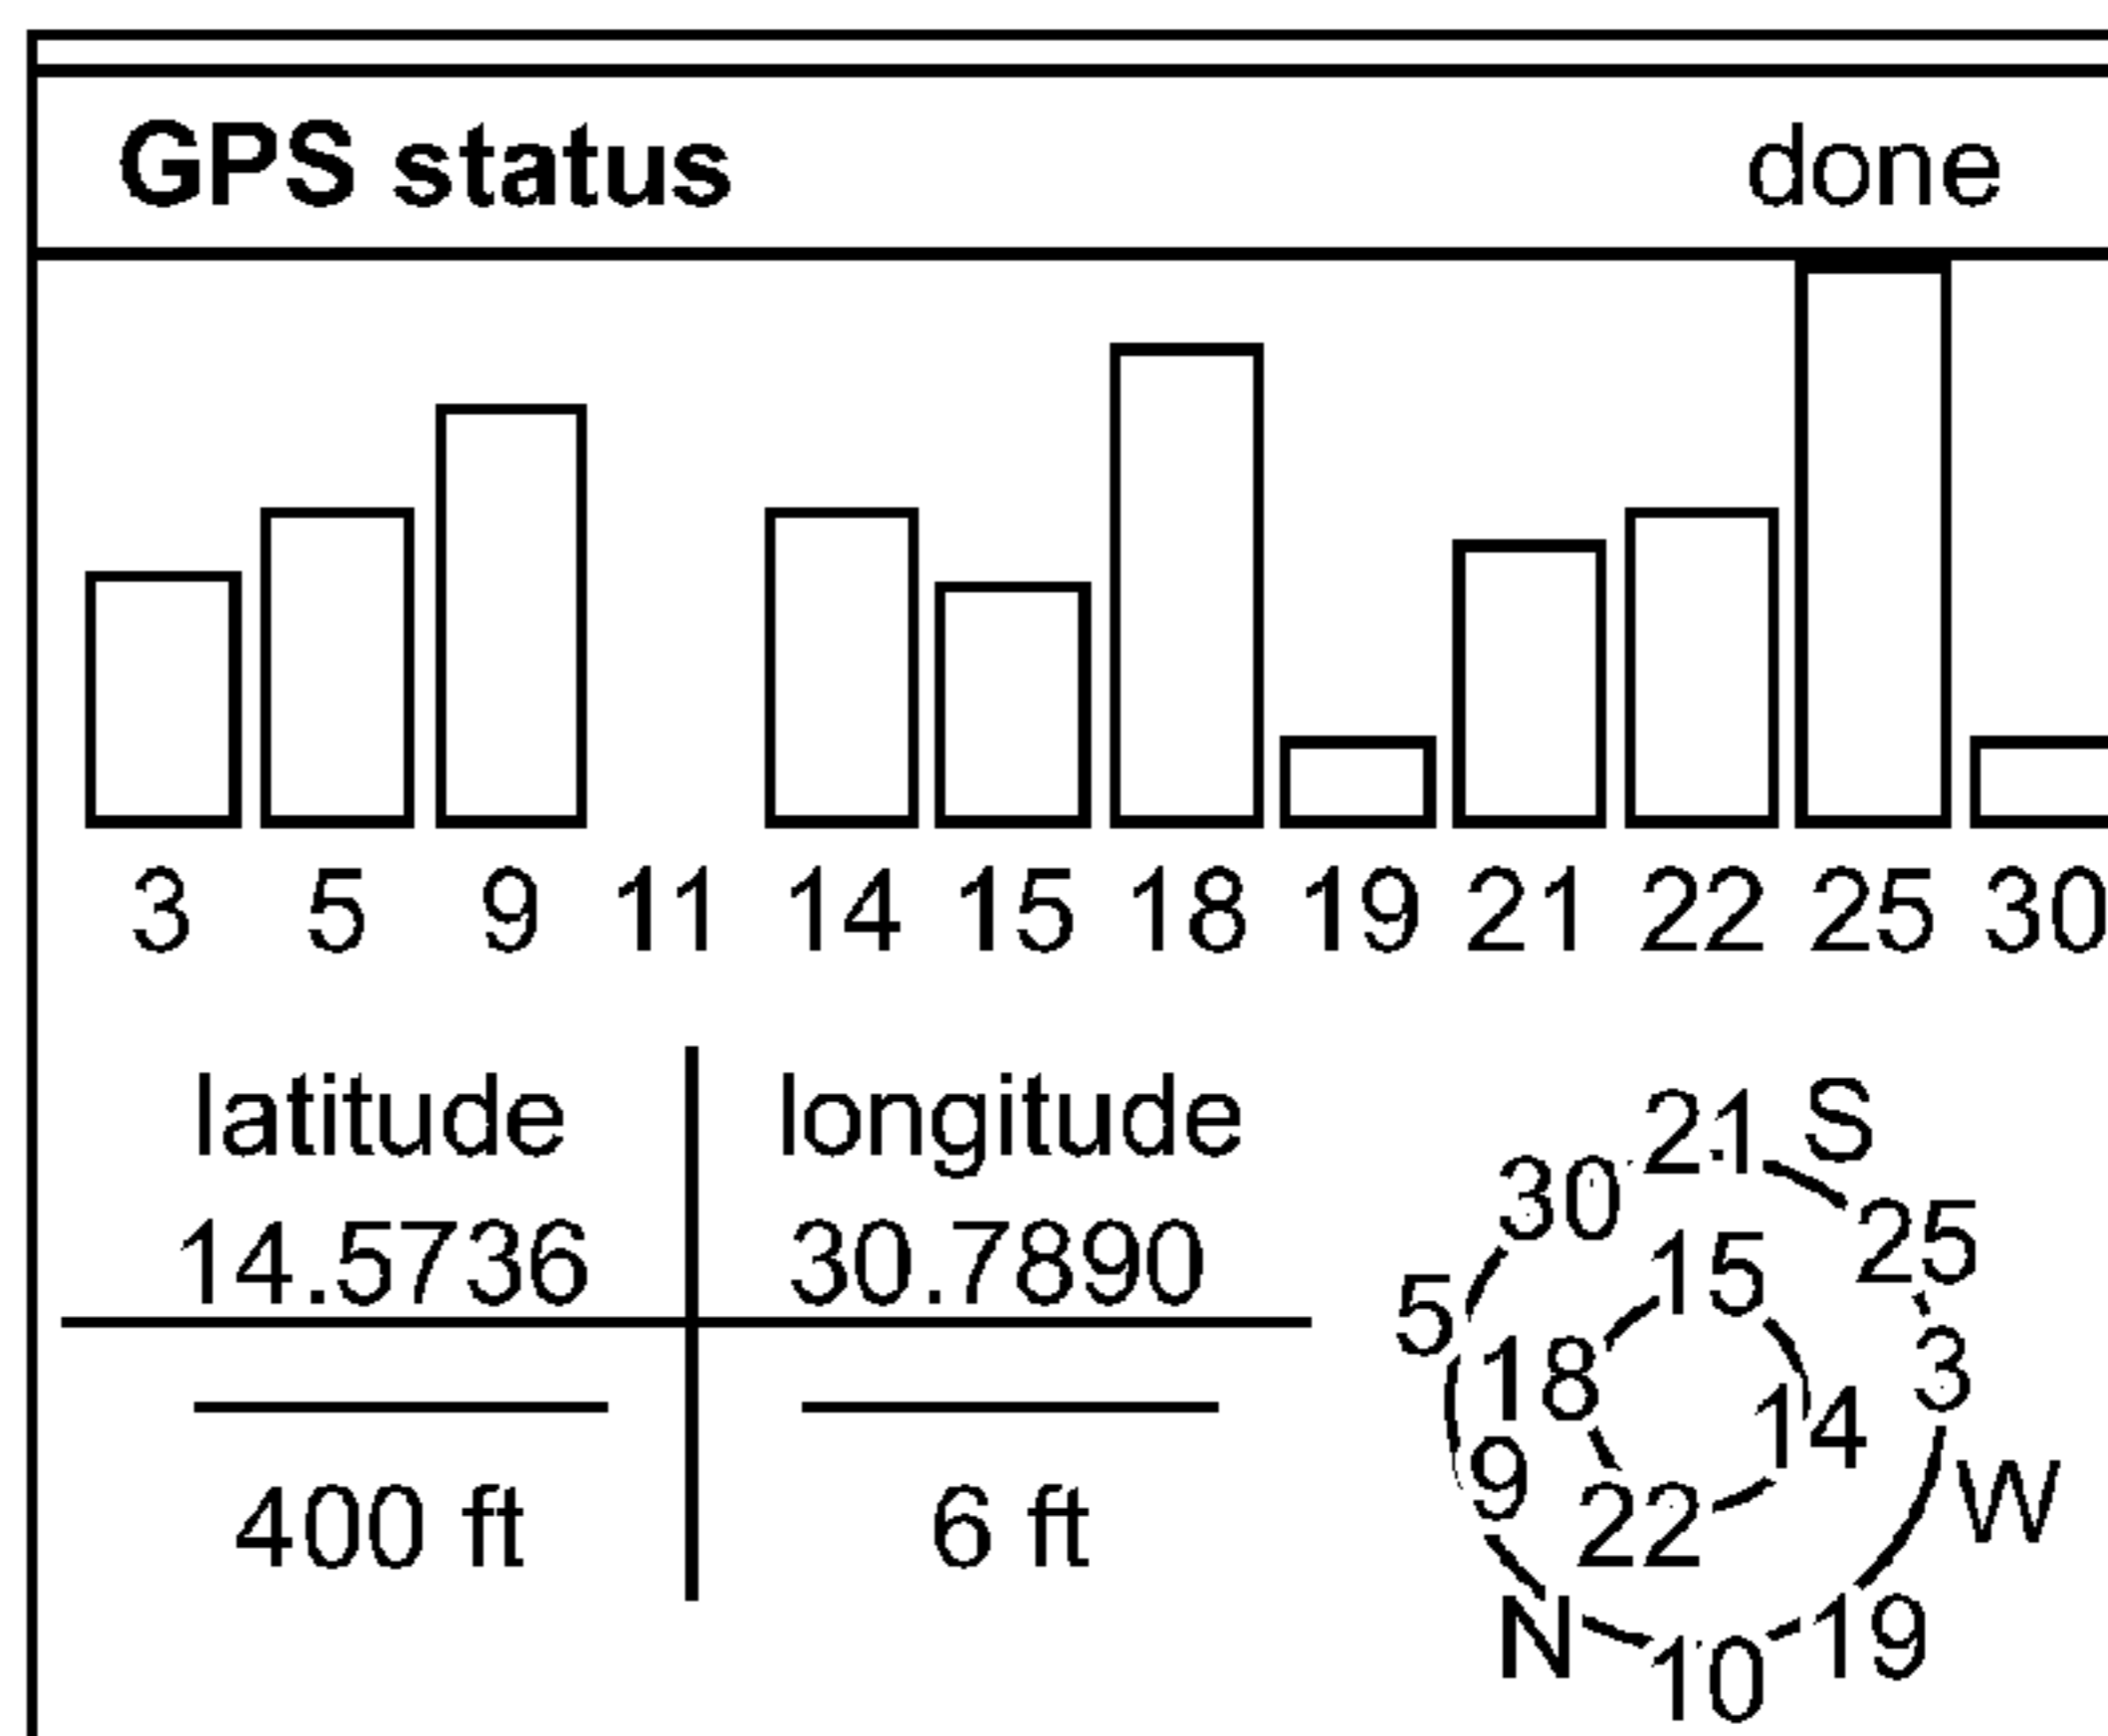 GPS status done
3 5 9 11 14 15 18 19 21 22 25 30
latitude longitude
14.5736 30.7890
400 ft 6 ft
21 S
30
25
15
5
18
3
14
9
W
22
N
19
10